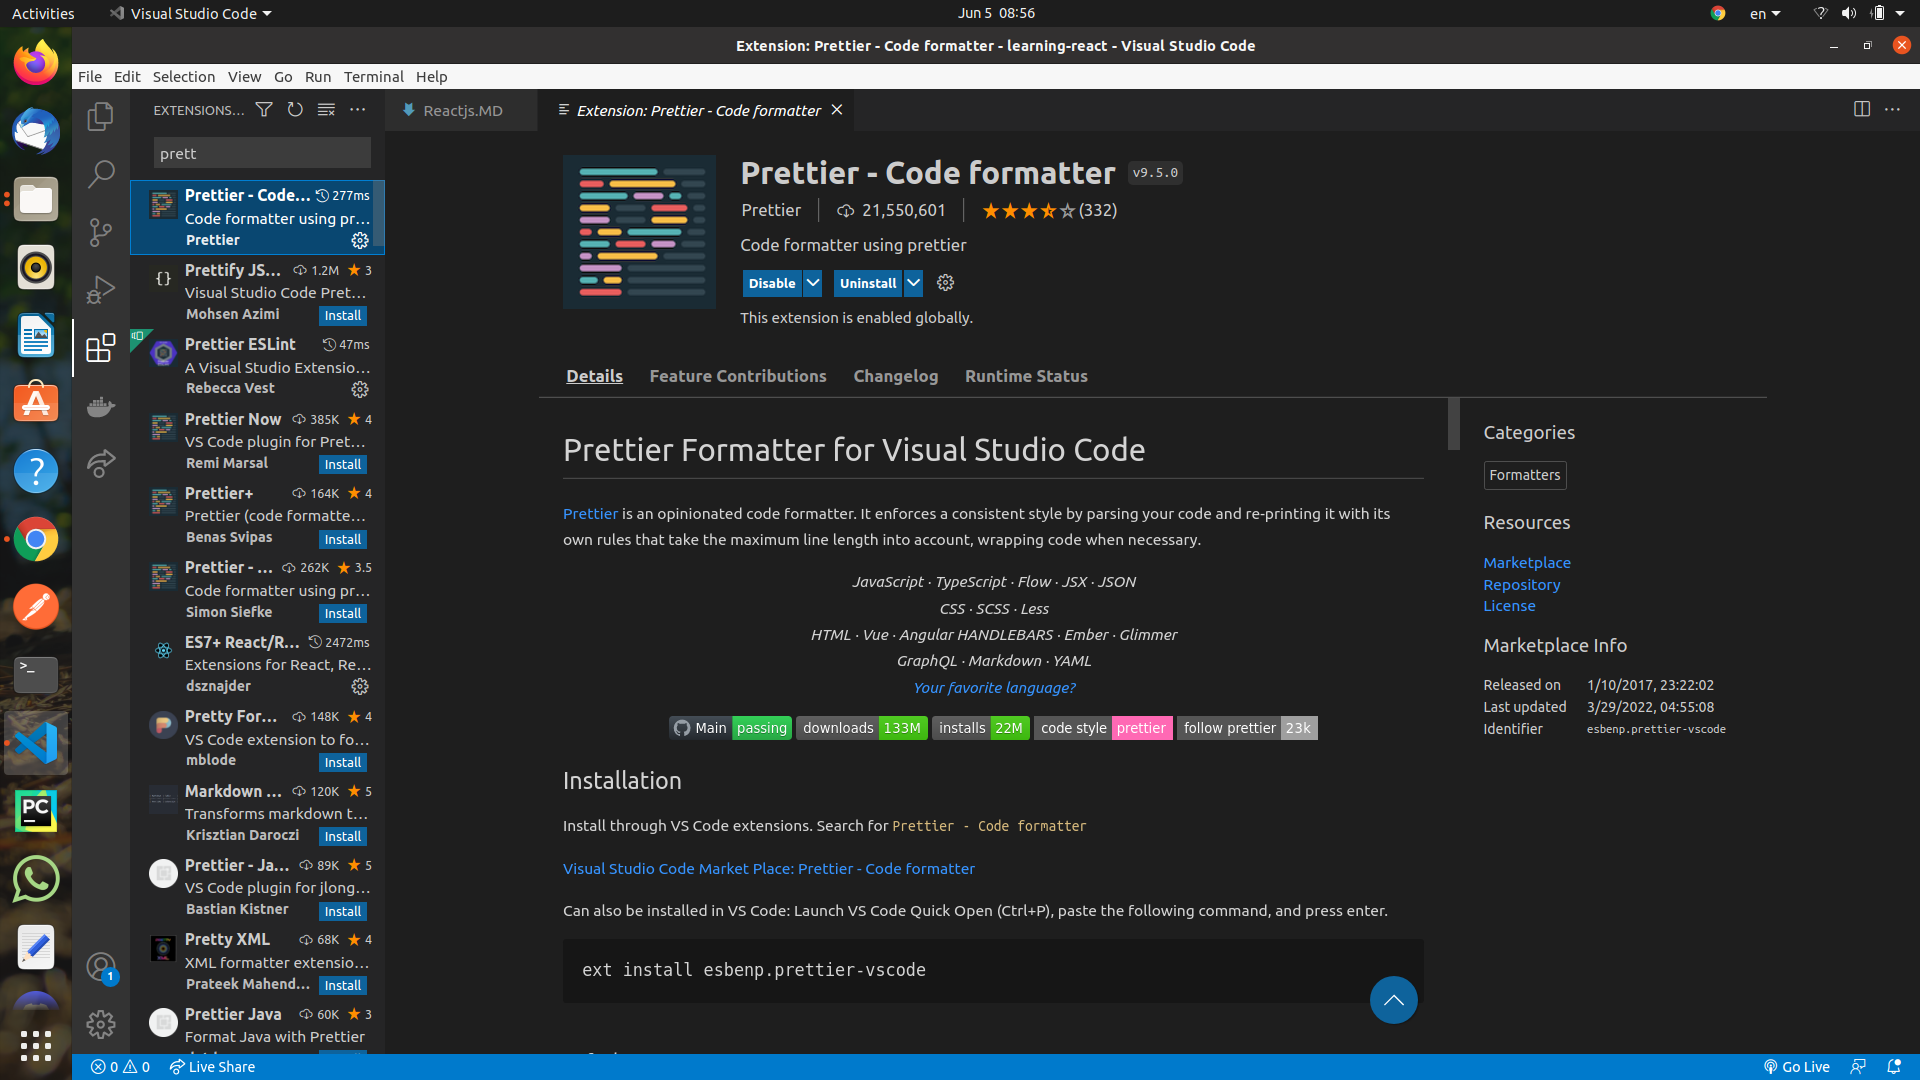 Activities
Visual Studio Code
Jun 5 08:56
en
Extension: Prettier - Code formatter - learning-react - Visual Studio Code
File Edit Selection View Go Run Terminal Help
EXTENSIONS...
Reactjs.MD
Extension: Prettier - Code formatter
prett
Prettier - Code... 277ms
Code formatter using pr...
Prettier
Prettify JS... 1.2M 3
Visual Studio Code Pret...
Mohsen Azimi Install
Prettier ESLint 47ms
A Visual Studio Extensio...
Rebecca Vest
Prettier Now 385K 4
VS Code plugin for Pret...
Remi Marsal Install
Prettier+ 164K 4
Prettier (code formatte...
Benas Svipas Install
Prettier - ... 262K 3.5
Code formatter using pr...
Simon Siefke Install
ES7+ React/R... 2472ms
Extensions for React, Re...
dsznajder
Pretty For... 148K 4
VS Code extension to fo...
mblode Install
Markdown ... 120K 5
Transforms markdown t...
Krisztian Daroczi Install
Prettier - Ja... 89K 5
VS Code plugin for jlong...
Bastian Kistner Install
Pretty XML 68K 4
XML formatter extensio...
Prateek Mahend... Install
Prettier Java 60K 3
Format Java with Prettier
Prettier - Code formatter v9.5.0
Prettier 21,550,601 (332)
Code formatter using prettier
Disable Uninstall
This extension is enabled globally.
Details Feature Contributions Changelog Runtime Status
Prettier Formatter for Visual Studio Code
Prettier is an opinionated code formatter. It enforces a consistent style by parsing your code and re-printing it with its
own rules that take the maximum line length into account, wrapping code when necessary.
JavaScript · TypeScript · Flow · JSX · JSON
CSS · SCSS · Less
HTML · Vue · Angular HANDLEBARS · Ember · Glimmer
GraphQL · Markdown · YAML
Your favorite language?
Main passing downloads 133M installs 22M code style prettier follow prettier 23k
Installation
Install through VS Code extensions. Search for Prettier - Code formatter
Visual Studio Code Market Place: Prettier - Code formatter
Can also be installed in VS Code: Launch VS Code Quick Open (Ctrl+P), paste the following command, and press enter.
ext install esbenp.prettier-vscode
Categories
Formatters
Resources
Marketplace
Repository
License
Marketplace Info
Released on 1/10/2017, 23:22:02
Last updated 3/29/2022, 04:55:08
Identifier esbenp.prettier-vscode
PC
1
0 0 Live Share
Go Live